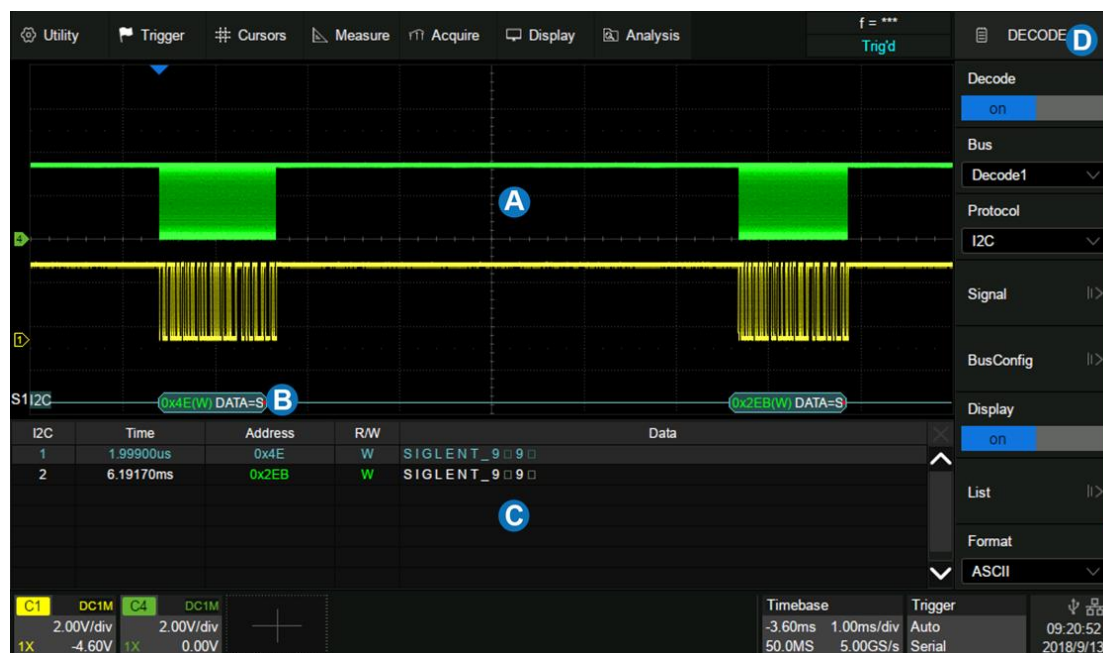 Utility Trigger Cursors Measure Acquire Display Analysis
f = ***
Trig'd
DECODE
D
Decode
on
Bus
Decode1
Protocol
I2C
Signal
BusConfig
Display
on
List
Format
ASCII
A
4
1
S1 I2C 0x4E(W) DATA=S B 0x2EB(W) DATA=S
I2C Time Address R/W Data
1 1.99900us 0x4E W SIGLENT_9□9□
2 6.19170ms 0x2EB W SIGLENT_9□9□
C
C1 DC1M C4 DC1M
2.00V/div 2.00V/div
1X -4.60V 1X 0.00V
Timebase Trigger
-3.60ms 1.00ms/div Auto 09:20:52
50.0MS 5.00GS/s Serial 2018/9/13